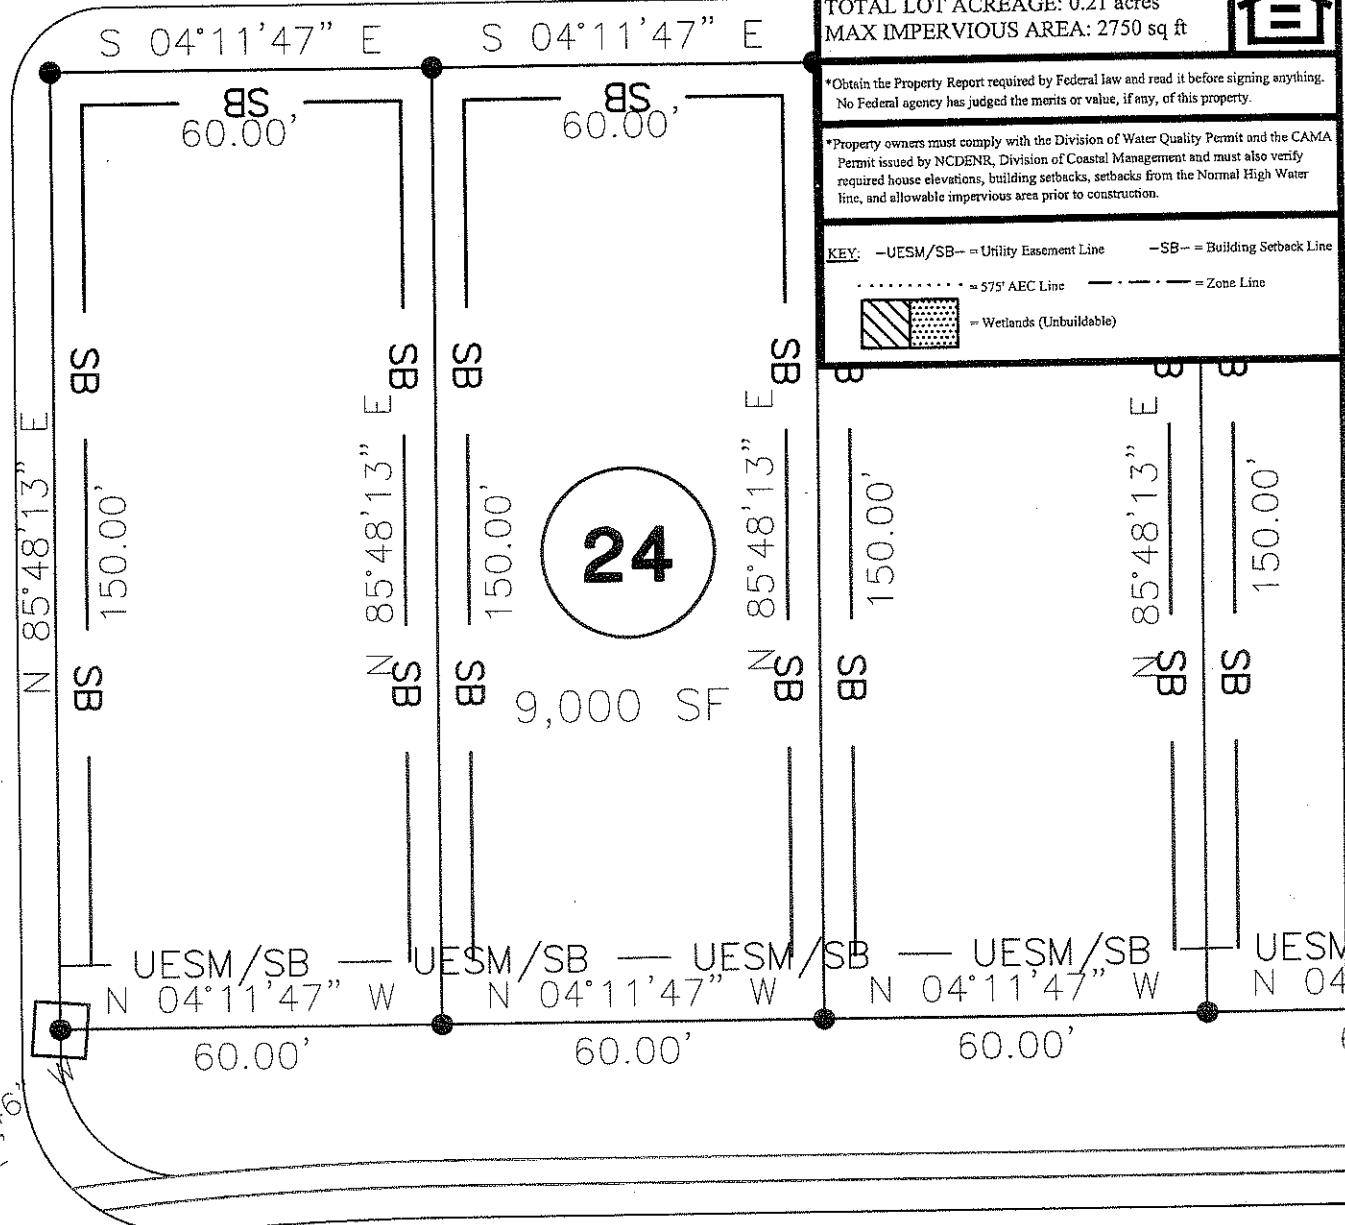 TOTAL LOT ACREAGE: 0.21 acres
MAX IMPERVIOUS AREA: 2750 sq ft
*Obtain the Property Report required by Federal law and read it before signing anything.
No Federal agency has judged the merits or value, if any, of this property.
*Property owners must comply with the Division of Water Quality Permit and the CAMA
Permit issued by NCDENR, Division of Coastal Management and must also verify
required house elevations, building setbacks, setbacks from the Normal High Water
line, and allowable impervious area prior to construction.
KEY: -UESM/SB- = Utility Easement Line -SB- = Building Setback Line
= 575' AEC Line = Zone Line
= Wetlands (Unbuildable)
S 04°11'47" E S 04°11'47" E
SB SB
60.00' 60.00'
SB SB SB SB B B B
N 85°48'13" E
150.00'
N 85°48'13" E
150.00'
24
N 85°48'13" E
150.00'
N 85°48'13" E
150.00'
SB SB SB SB SB SB SB
9,000 SF
UESM/SB UESM/SB UESM/SB UESM/SB UESM
N 04°11'47" W N 04°11'47" W N 04°11'47" W N 04
60.00' 60.00' 60.00'
W